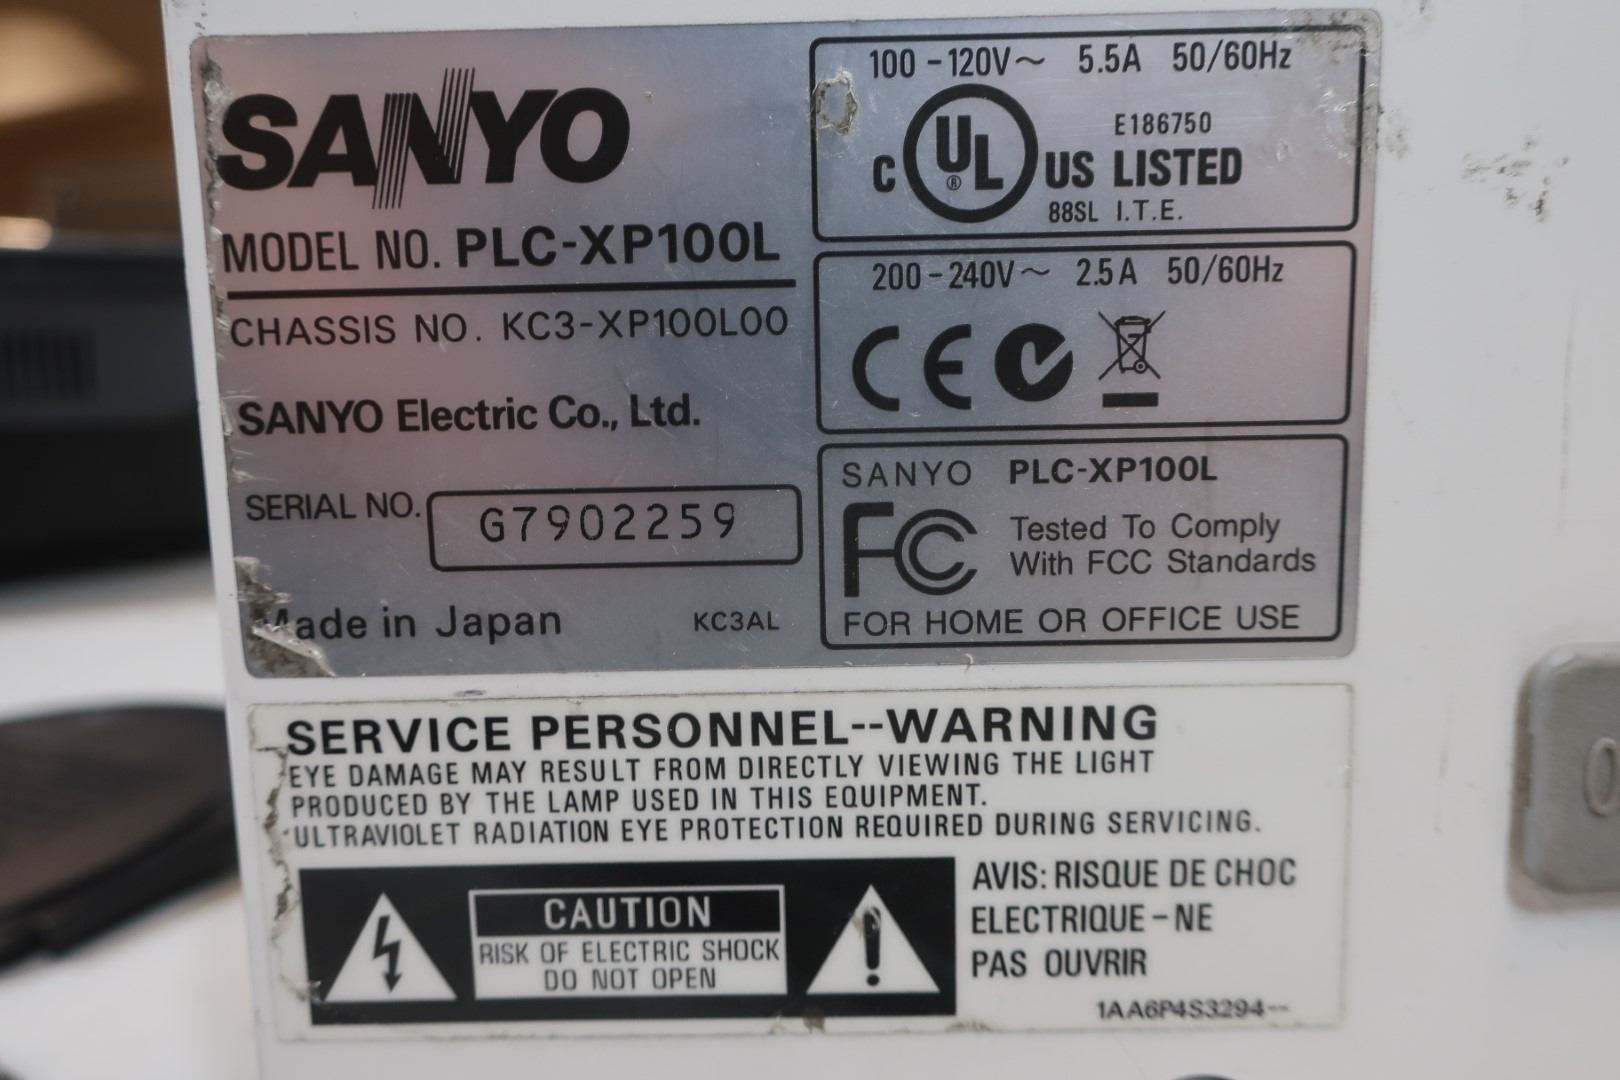 SANYO
MODEL NO. PLC-XP100L
CHASSIS NO. KC3-XP100L00
SANYO Electric Co., Ltd.
SERIAL NO. G7902259
Made in Japan KC3AL
100-120V~ 5.5A 50/60Hz
E186750
C UL® US LISTED
88SL I.T.E.
200-240V~ 2.5A 50/60Hz
CE
SANYO PLC-XP100L
FC Tested To Comply
With FCC Standards
FOR HOME OR OFFICE USE
SERVICE PERSONNEL--WARNING
EYE DAMAGE MAY RESULT FROM DIRECTLY VIEWING THE LIGHT
PRODUCED BY THE LAMP USED IN THIS EQUIPMENT.
ULTRAVIOLET RADIATION EYE PROTECTION REQUIRED DURING SERVICING.
CAUTION
RISK OF ELECTRIC SHOCK
DO NOT OPEN
AVIS: RISQUE DE CHOC
ELECTRIQUE-NE
PAS OUVRIR
1AA6P4S3294--